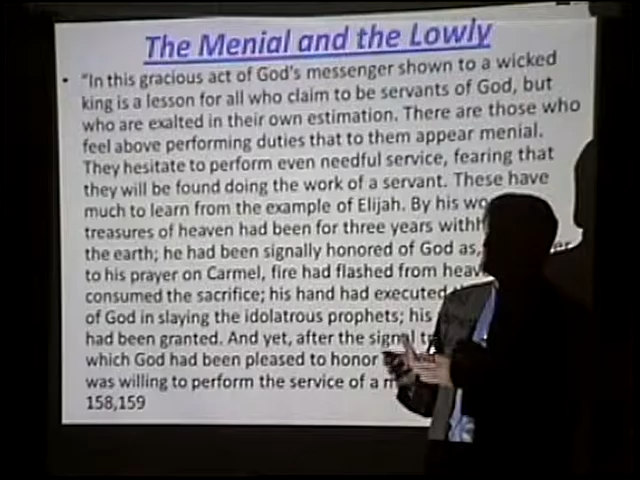 The Menial and the Lowly
• "In this gracious act of God's messenger shown to a wicked
king is a lesson for all who claim to be servants of God, but
who are exalted in their own estimation. There are those who
feel above performing duties that to them appear menial.
They hesitate to perform even needful service, fearing that
they will be found doing the work of a servant. These have
much to learn from the example of Elijah. By his
treasures of heaven had been for three years
the earth; he had been signally honored of God as,
to his prayer on Carmel, fire had flashed from
consumed the sacrifice; his hand had executed
of God in slaying the idolatrous prophets; his
had been granted. And yet, after the signal
which God had been pleased to honor
was willing to perform the service of a
158,159